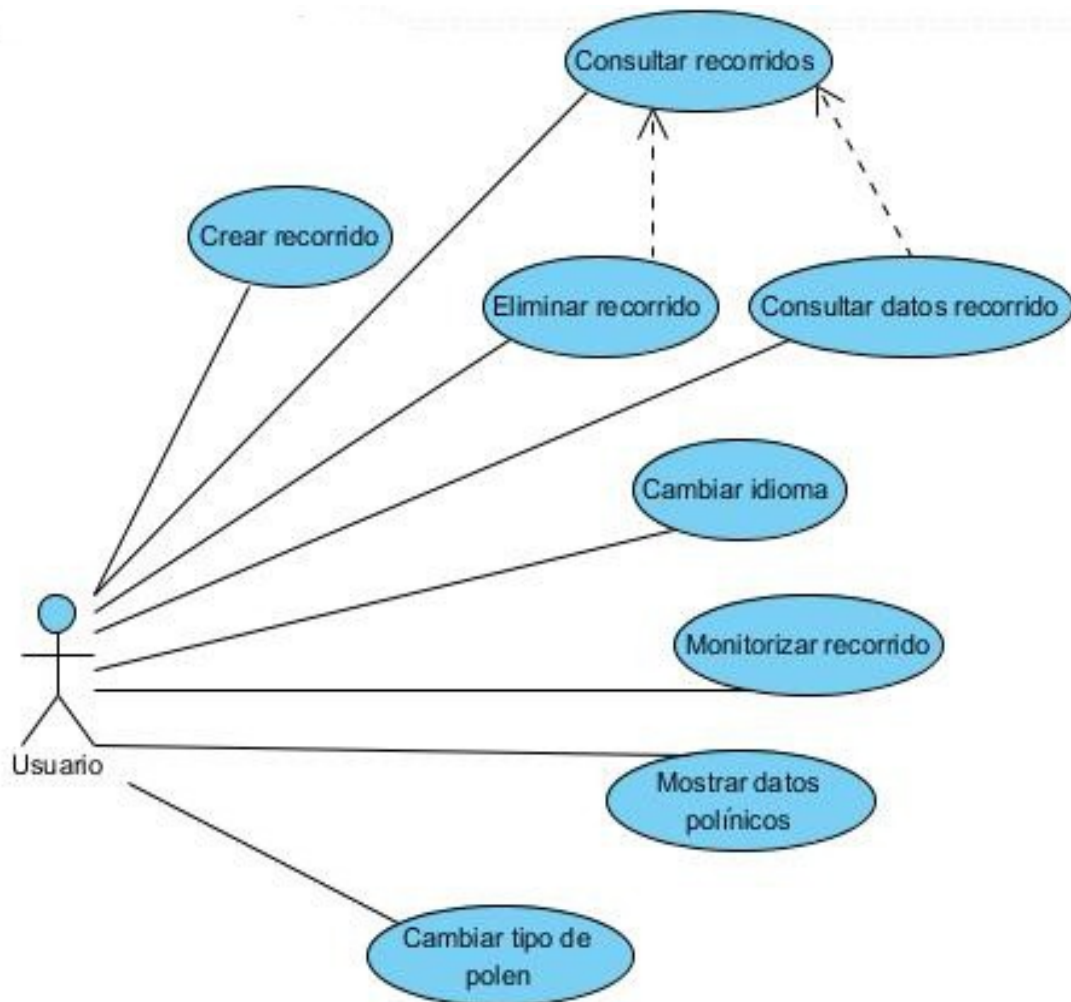 Consultar recorridos
Crear recorrido
Eliminar recorrido
Consultar datos recorrido
Cambiar idioma
Monitorizar recorrido
Usuario
Mostrar datos
polínicos
Cambiar tipo de
polen